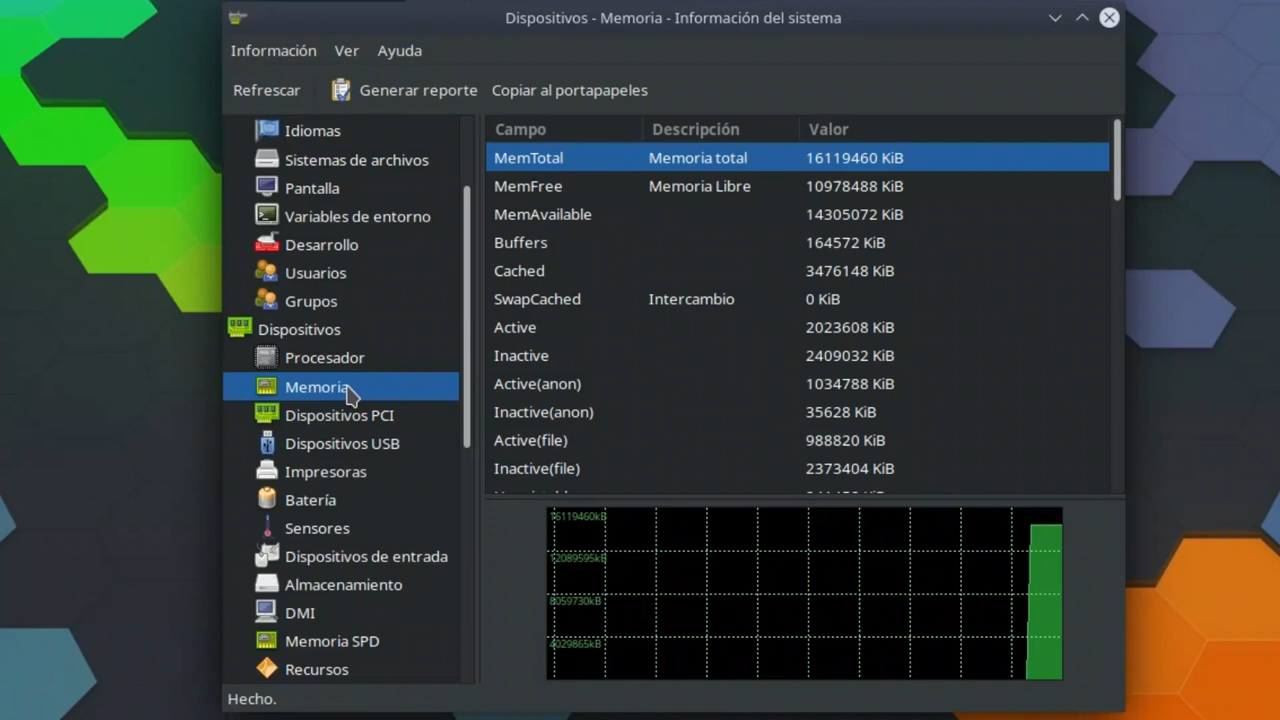 Dispositivos - Memoria - Información del sistema
Información Ver Ayuda
Refrescar Generar reporte Copiar al portapapeles
Idiomas
Sistemas de archivos
Pantalla
Variables de entorno
Desarrollo
Usuarios
Grupos
Dispositivos
Procesador
Memoria
Dispositivos PCI
Dispositivos USB
Impresoras
Batería
Sensores
Dispositivos de entrada
Almacenamiento
DMI
Memoria SPD
Recursos
Campo Descripción Valor
MemTotal Memoria total 16119460 KiB
MemFree Memoria Libre 10978488 KiB
MemAvailable 14305072 KiB
Buffers 164572 KiB
Cached 3476148 KiB
SwapCached Intercambio 0 KiB
Active 2023608 KiB
Inactive 2409032 KiB
Active(anon) 1034788 KiB
Inactive(anon) 35628 KiB
Active(file) 988820 KiB
Inactive(file) 2373404 KiB
16119460kB
12089595kB
8059730kB
4029865kB
Hecho.